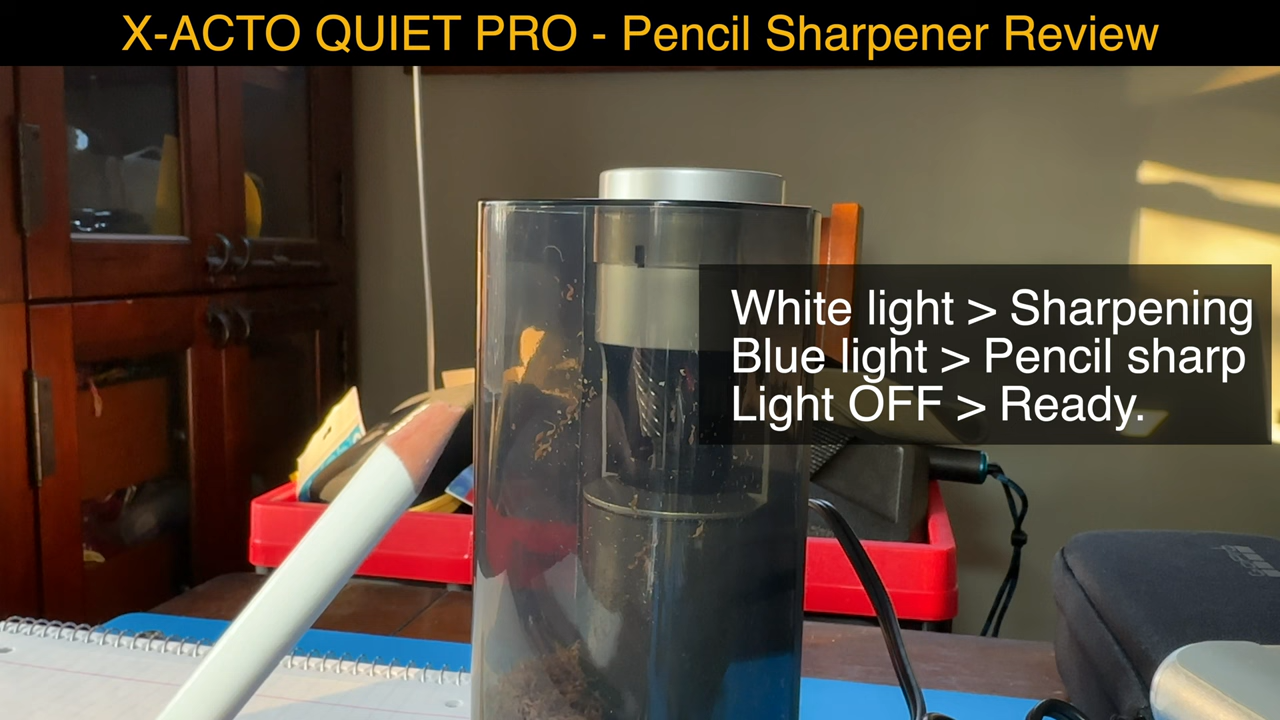 X-ACTO QUIET PRO - Pencil Sharpener Review
White light > Sharpening
Blue light > Pencil sharp
Light OFF > Ready.